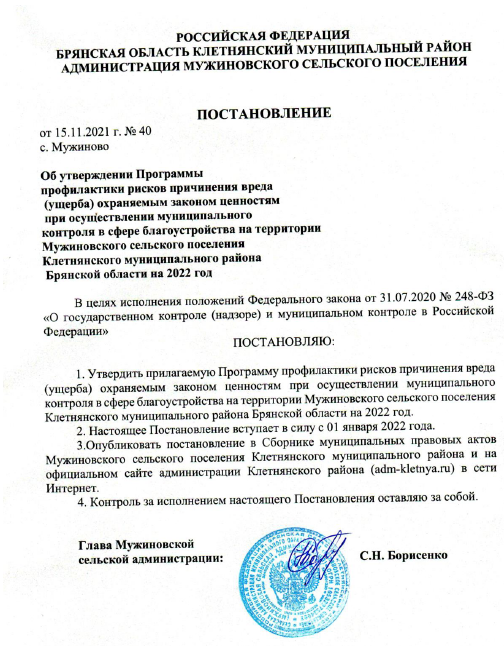 РОССИЙСКАЯ ФЕДЕРАЦИЯ
БРЯНСКАЯ ОБЛАСТЬ КЛЕТНЯНСКИЙ МУНИЦИПАЛЬНЫЙ РАЙОН
АДМИНИСТРАЦИЯ МУЖИНОВСКОГО СЕЛЬСКОГО ПОСЕЛЕНИЯ
ПОСТАНОВЛЕНИЕ
от 15.11.2021 г. № 40
с. Мужиново
Об утверждении Программы
профилактики рисков причинения вреда
(ущерба) охраняемым законом ценностям
при осуществлении муниципального
контроля в сфере благоустройства на территории
Мужиновского сельского поселения
Клетнянского муниципального района
Брянской области на 2022 год
В целях исполнения положений Федерального закона от 31.07.2020 № 248-ФЗ
«О государственном контроле (надзоре) и муниципальном контроле в Российской
Федерации»
ПОСТАНОВЛЯЮ:
1. Утвердить прилагаемую Программу профилактики рисков причинения вреда
(ущерба) охраняемым законом ценностям при осуществлении муниципального
контроля в сфере благоустройства на территории Мужиновского сельского поселения
Клетнянского муниципального района Брянской области на 2022 год.
2. Настоящее Постановление вступает в силу с 01 января 2022 года.
3.Опубликовать постановление в Сборнике муниципальных правовых актов
Мужиновского сельского поселения Клетнянского муниципального района и на
официальном сайте администрации Клетнянского района (adm-kletnya.ru) в сети
Интернет.
4. Контроль за исполнением настоящего Постановления оставляю за собой.
Глава Мужиновской
сельской администрации: С.Н. Борисенко